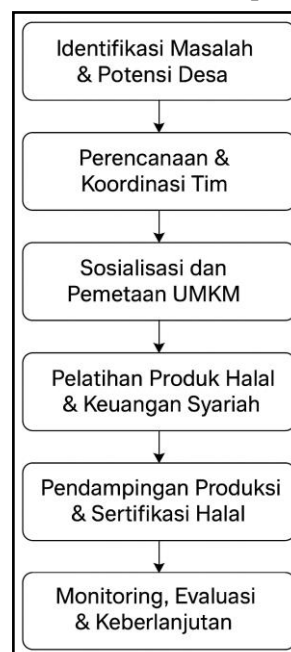 Identifikasi Masalah
& Potensi Desa
Perencanaan &
Koordinasi Tim
Sosialisasi dan
Pemetaan UMKM
Pelatihan Produk Halal
& Keuangan Syariah
Pendampingan Produksi
& Sertifikasi Halal
Monitoring, Evaluasi
& Keberlanjutan